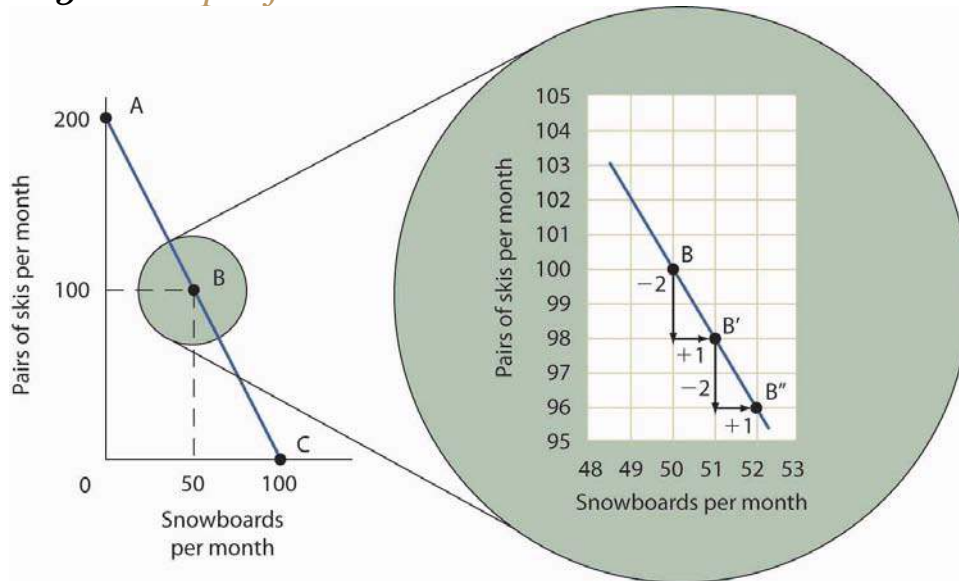 200
100
0
50
100
A
B
C
Pairs of skis per month
Snowboards
per month
105
104
103
102
101
100
99
98
97
96
95
48 49 50 51 52 53
B
−2
B'
+1
−2
B"
+1
Pairs of skis per month
Snowboards per month